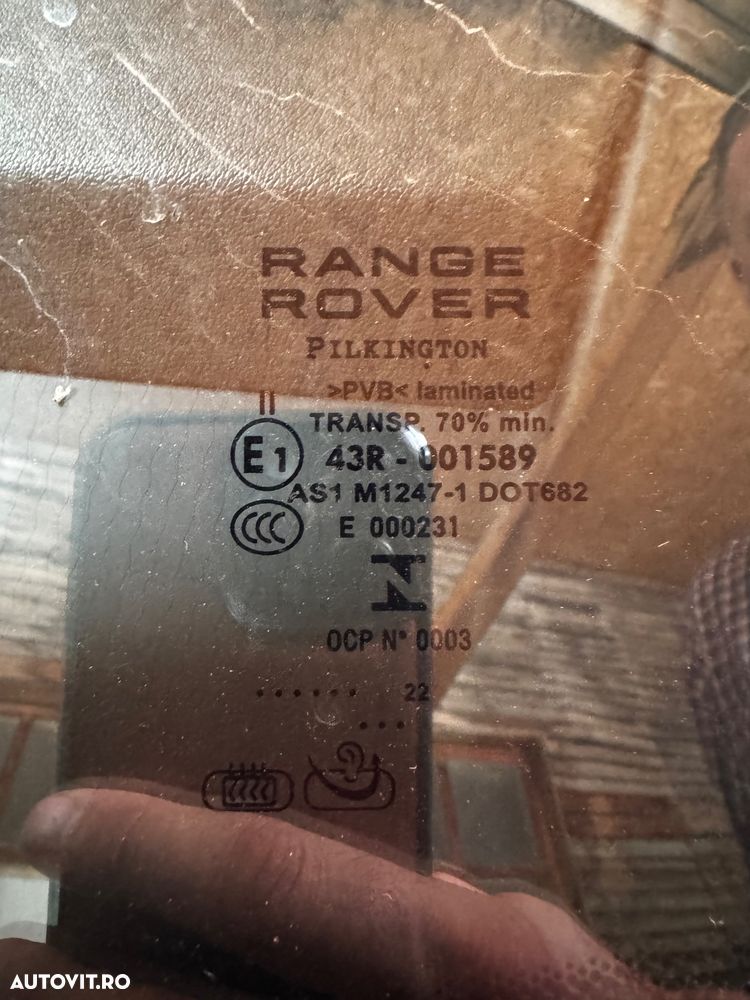 RANGE
ROVER
PILKINGTON
>PVB< laminated
II
TRANSP. 70% min.
E1 43R - 001589
AS1 M1247-1 DOT682
CCC E 000231
OCP N° 0003
...... 22
...
AUTOVIT.RO